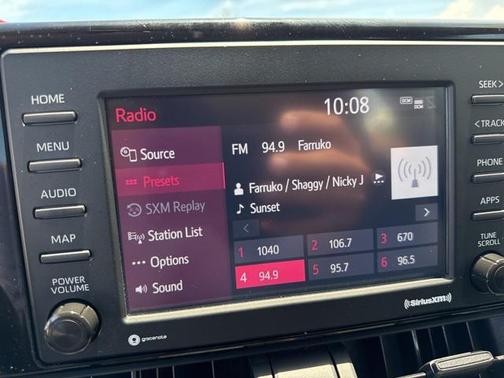 HOME
MENU
AUDIO
MAP
POWER
VOLUME
Radio
10:08
DCM
DCM
Source
Presets
SXM Replay
Station List
Options
Sound
FM 94.9 Farruko
Farruko / Shaggy / Nicky J
Sunset
1 1040
2 106.7
3 670
4 94.9
5 95.7
6 96.5
SEEK >
< TRACK
PHONE
APPS
TUNE
SCROLL
gracenote
SiriusXM